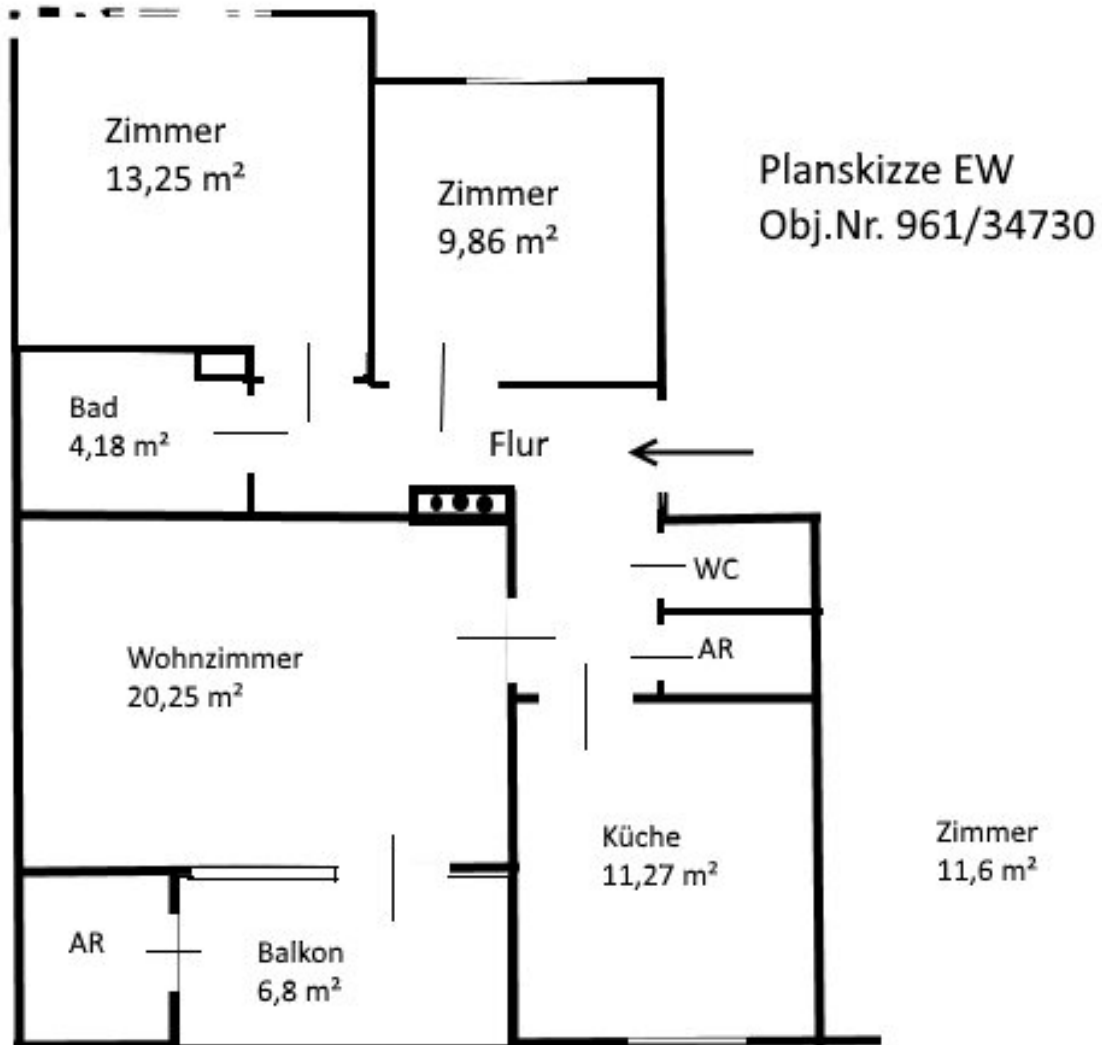 Zimmer
13,25 m²
Zimmer
9,86 m²
Planskizze EW
Obj.Nr. 961/34730
Bad
4,18 m²
Flur
WC
AR
Wohnzimmer
20,25 m²
Küche
11,27 m²
Zimmer
11,6 m²
AR
Balkon
6,8 m²